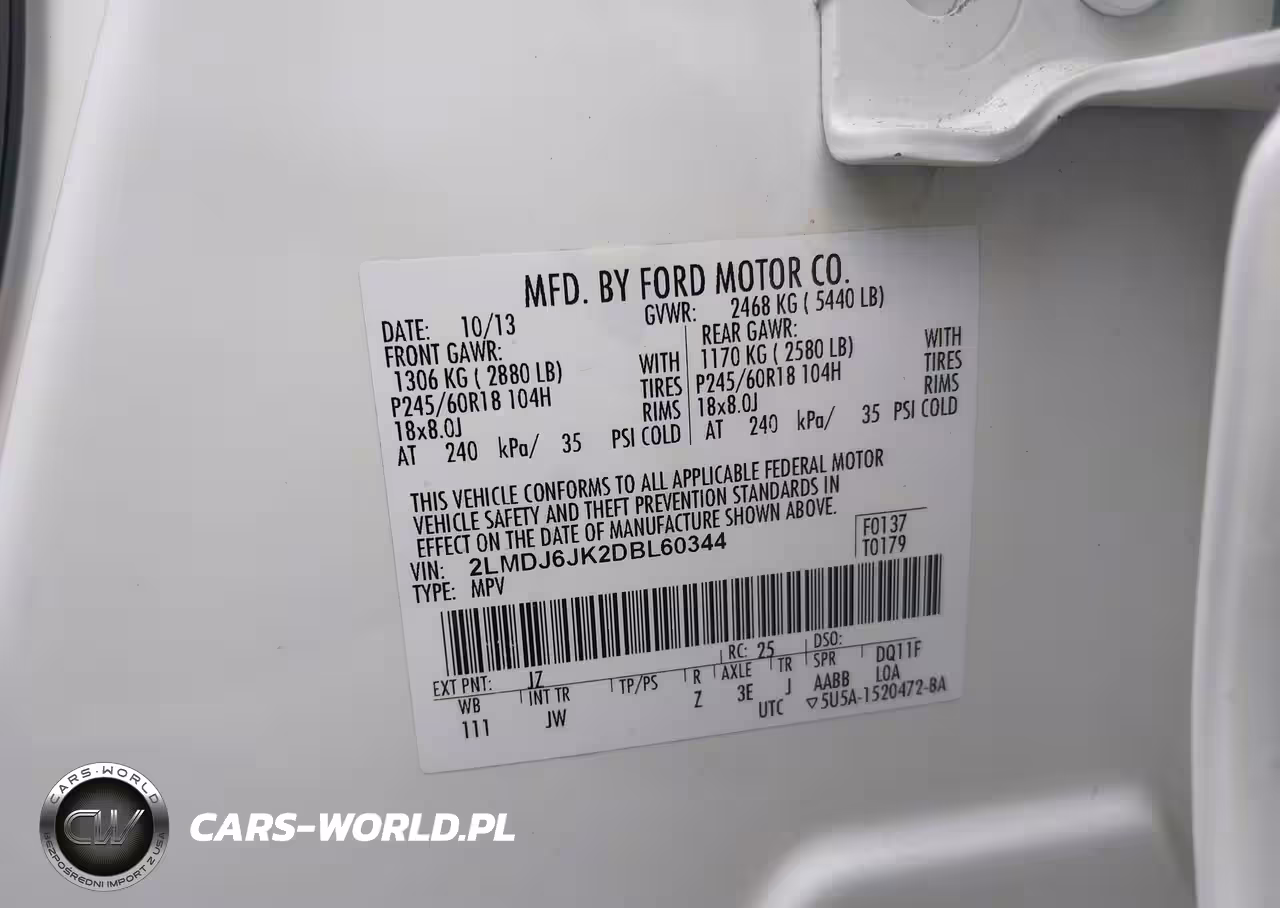 MFD. BY FORD MOTOR CO.
DATE: 10/13 GVWR: 2468 KG ( 5440 LB)
FRONT GAWR: REAR GAWR:
1306 KG ( 2880 LB) WITH 1170 KG ( 2580 LB) WITH
P245/60R18 104H TIRES P245/60R18 104H TIRES
18x8.0J RIMS 18x8.0J RIMS
AT 240 kPa/ 35 PSI COLD AT 240 kPa/ 35 PSI COLD
THIS VEHICLE CONFORMS TO ALL APPLICABLE FEDERAL MOTOR
VEHICLE SAFETY AND THEFT PREVENTION STANDARDS IN
EFFECT ON THE DATE OF MANUFACTURE SHOWN ABOVE.
F0137
VIN: 2LMDJ6JK2DBL60344 T0179
TYPE: MPV
EXT PNT: JZ RC: 25 DSO:
WB INT TR TP/PS R AXLE TR SPR DQ11F
111 JW Z 3E J AABB LOA
UTC ▽5U5A-1520472-BA
CARS-WORLD
CW
BEZPOŚREDNI IMPORT Z USA
CARS-WORLD.PL